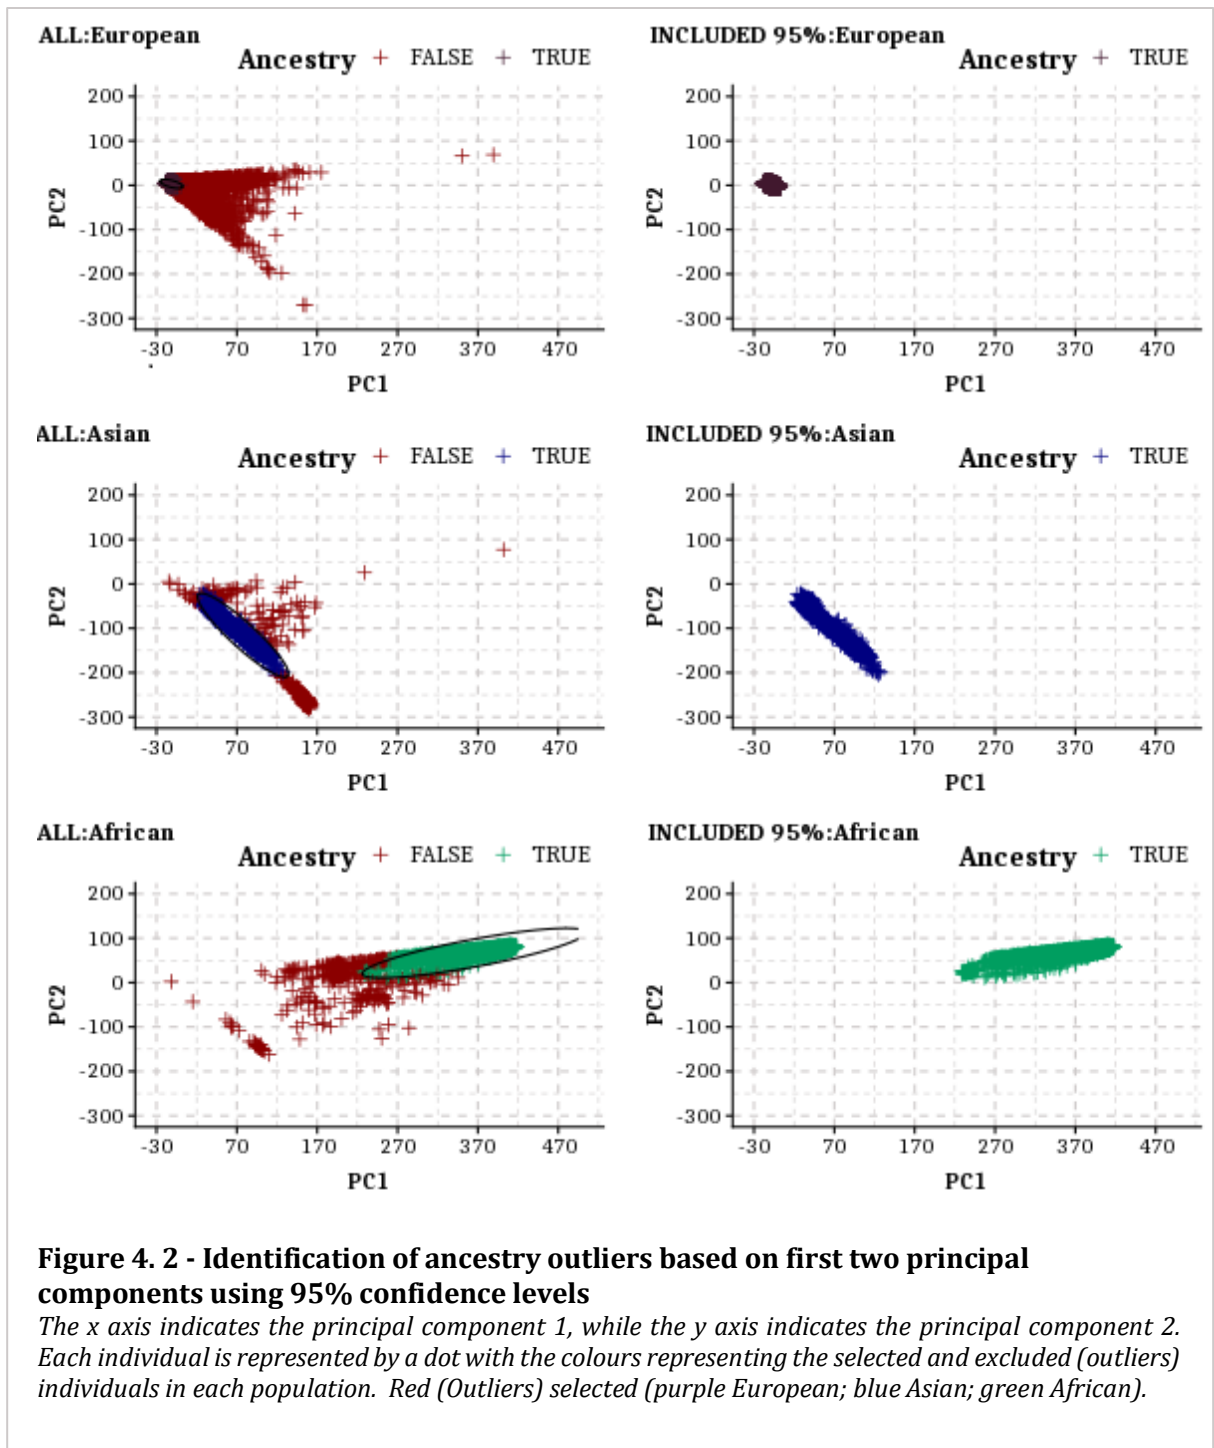 ALL:European
Ancestry + FALSE + TRUE
200
100
0
-100
-200
-300
PC2
-30 70 170 270 370 470
PC1
INCLUDED 95%:European
Ancestry + TRUE
200
100
0
-100
-200
-300
PC2
-30 70 170 270 370 470
PC1
ALL:Asian
Ancestry + FALSE + TRUE
200
100
0
-100
-200
-300
PC2
-30 70 170 270 370 470
PC1
INCLUDED 95%:Asian
Ancestry + TRUE
200
100
0
-100
-200
-300
PC2
-30 70 170 270 370 470
PC1
ALL:African
Ancestry + FALSE + TRUE
200
100
0
-100
-200
-300
PC2
-30 70 170 270 370 470
PC1
INCLUDED 95%:African
Ancestry + TRUE
200
100
0
-100
-200
-300
PC2
-30 70 170 270 370 470
PC1
Figure 4. 2 - Identification of ancestry outliers based on first two principal
components using 95% confidence levels
The x axis indicates the principal component 1, while the y axis indicates the principal component 2.
Each individual is represented by a dot with the colours representing the selected and excluded (outliers)
individuals in each population. Red (Outliers) selected (purple European; blue Asian; green African).